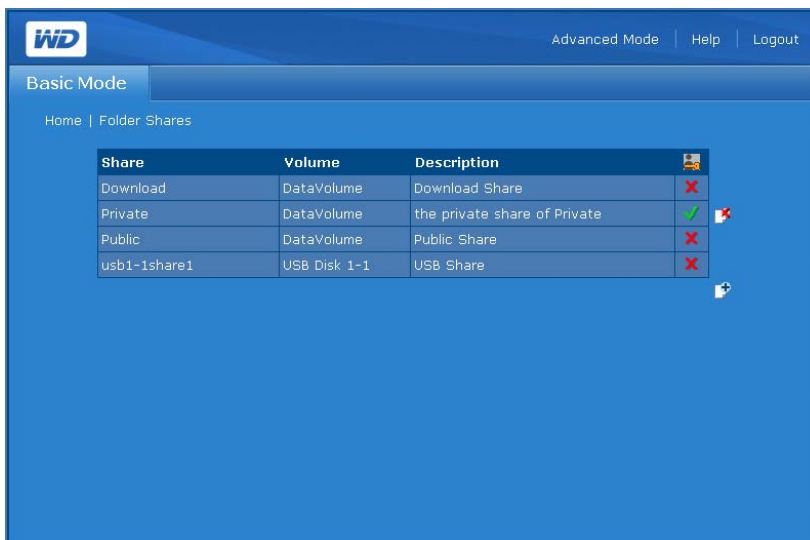 WD
Advanced Mode | Help | Logout
Basic Mode
Home | Folder Shares
Share Volume Description
Download DataVolume Download Share
Private DataVolume the private share of Private
Public DataVolume Public Share
usb1-1share1 USB Disk 1-1 USB Share